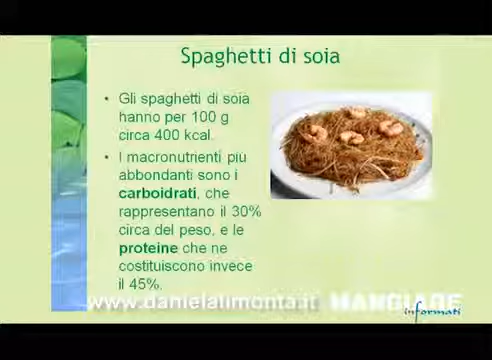 Spaghetti di soia
• Gli spaghetti di soia
hanno per 100 g
circa 400 kcal.
• I macronutrienti più
abbondanti sono i
carboidrati, che
rappresentano il 30%
circa del peso, e le
proteine che ne
costituiscono invece
il 45%.
www.danielalimonta.it MANGIARE
informati